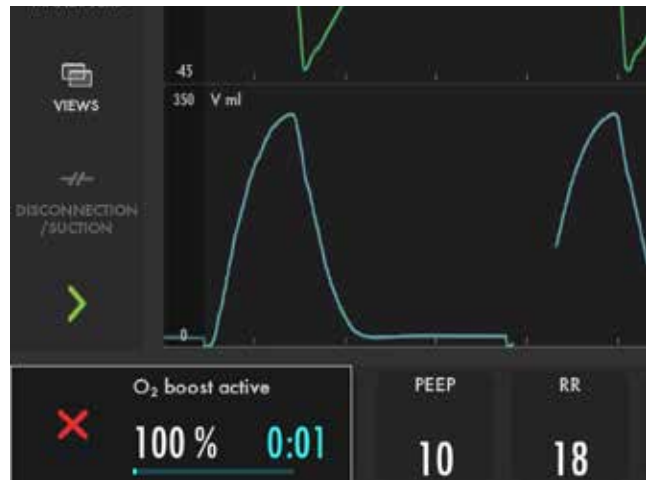 -45
VIEWS
350 V ml
DISCONNECTION
/SUCTION
0
O₂ boost active
100 % 0:01
PEEP
10
RR
18